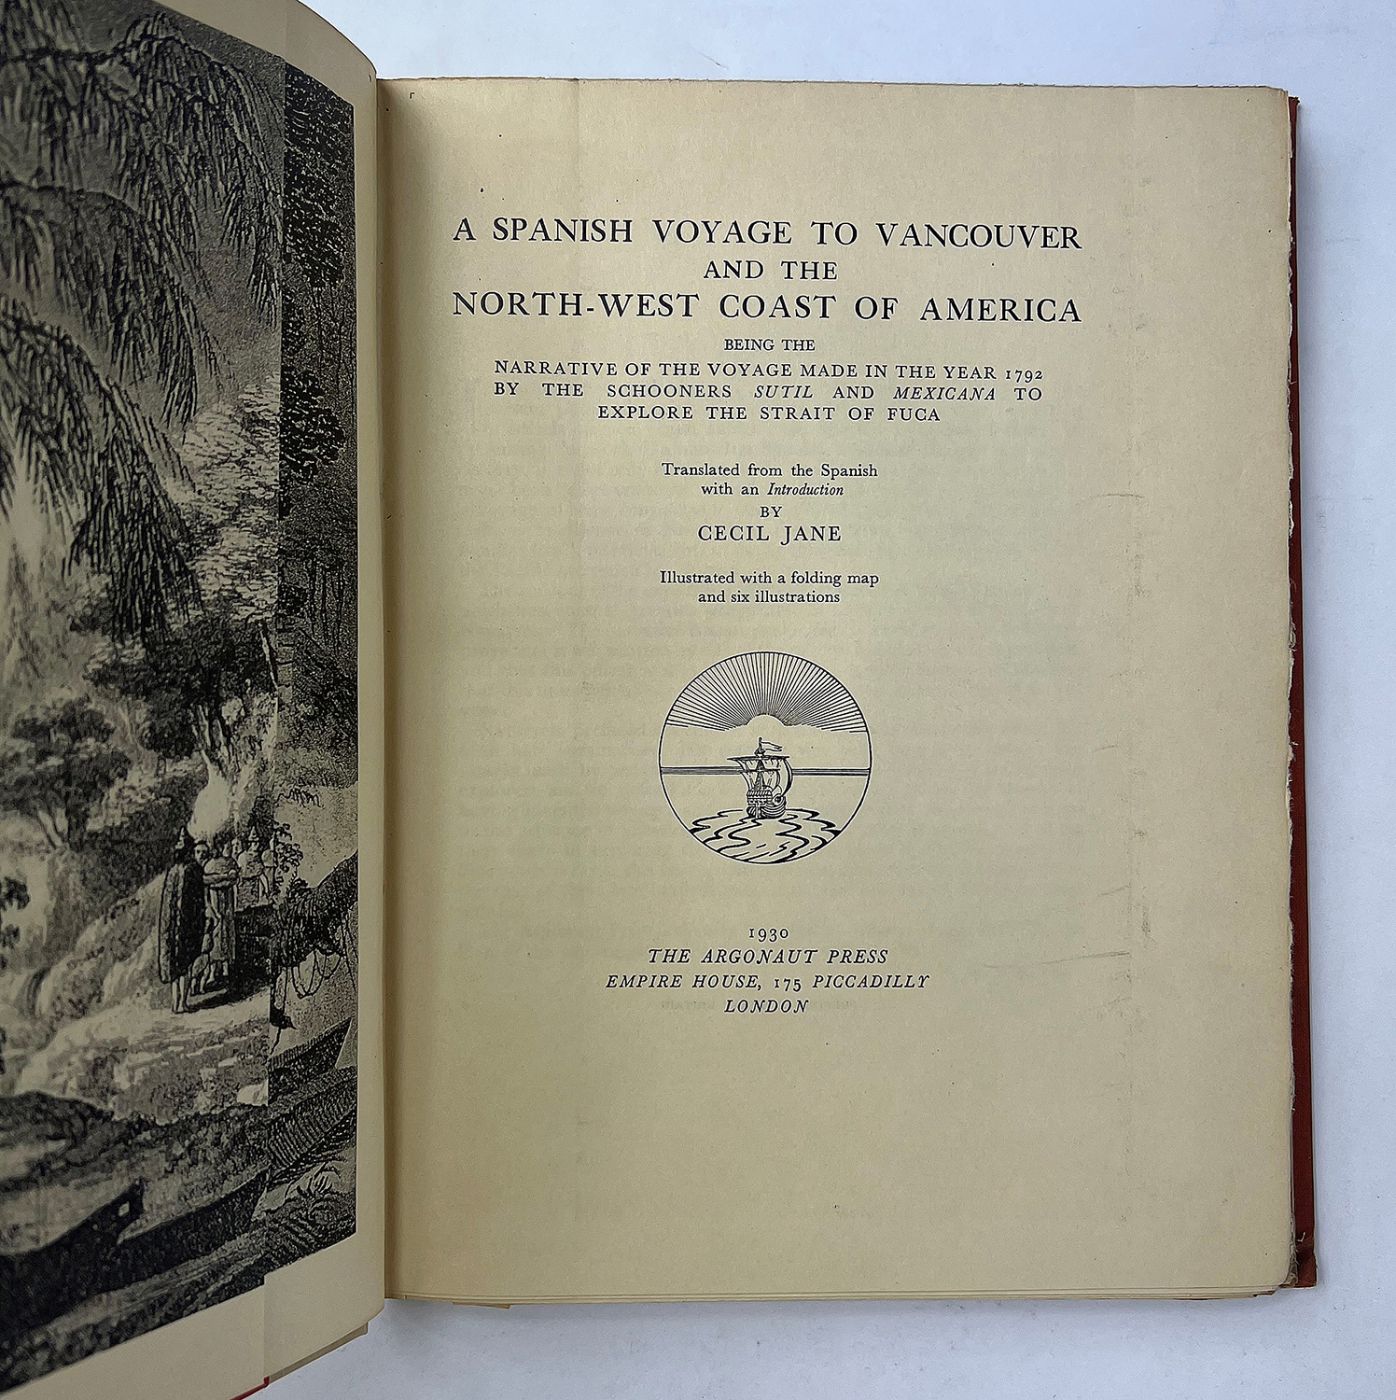 A SPANISH VOYAGE TO VANCOUVER
AND THE
NORTH-WEST COAST OF AMERICA
BEING THE
NARRATIVE OF THE VOYAGE MADE IN THE YEAR 1792
BY THE SCHOONERS SUTIL AND MEXICANA TO
EXPLORE THE STRAIT OF FUCA
Translated from the Spanish
with an Introduction
BY
CECIL JANE
Illustrated with a folding map
and six illustrations
1930
THE ARGONAUT PRESS
EMPIRE HOUSE, 175 PICCADILLY
LONDON